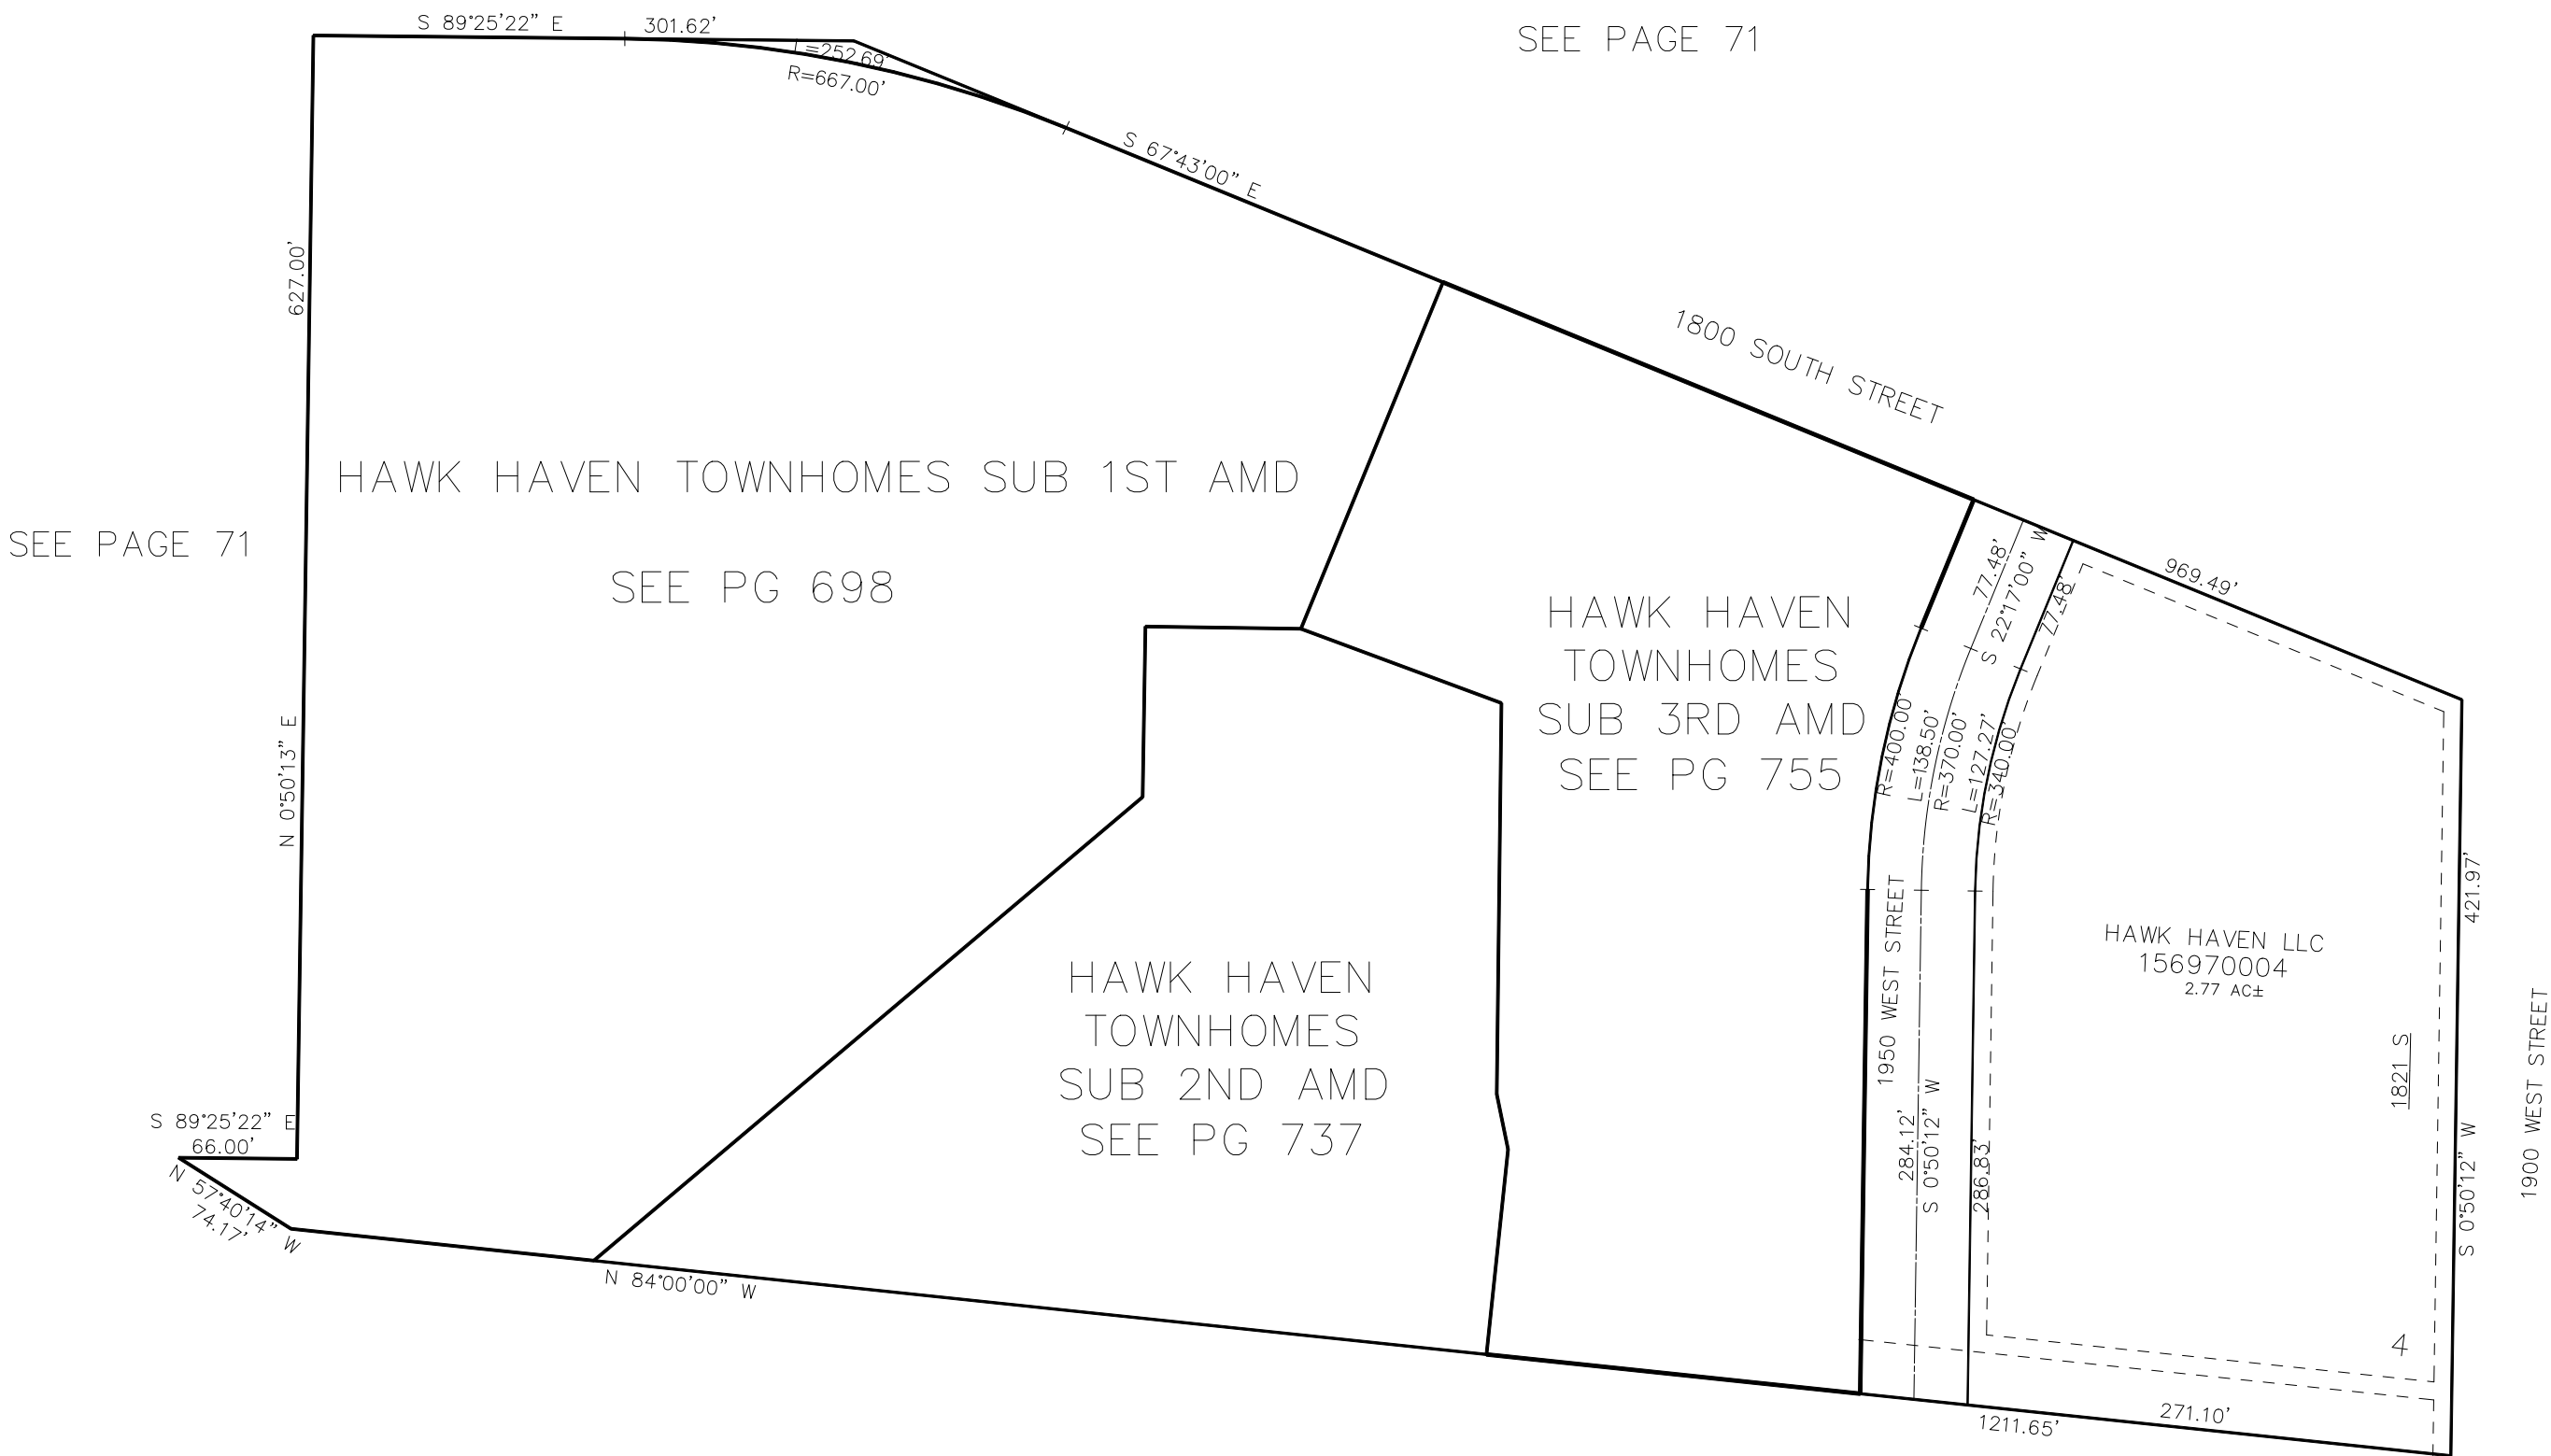 S 89°25'22" E
301.62'
SEE PAGE 71
L=252.69'
R=667.00'
S 67°43'00" E
627.00'
1800 SOUTH STREET
HAWK HAVEN TOWNHOMES SUB 1ST AMD
SEE PG 698
SEE PAGE 71
77.48'
S 22°17'00" W
77.48'
969.49'
HAWK HAVEN
TOWNHOMES
SUB 3RD AMD
SEE PG 755
R=400.00'
L=138.50'
R=370.00'
L=127.27'
R=340.00'
N 0°50'13" E
421.97'
1950 WEST STREET
HAWK HAVEN LLC
156970004
2.77 AC±
HAWK HAVEN
TOWNHOMES
SUB 2ND AMD
SEE PG 737
1821 S
1900 WEST STREET
284.12'
S 0°50'12" W
286.83'
S 0°50'12" W
S 89°25'22" E
66.00'
N 57°40'14" W
74.17'
N 84°00'00" W
4
271.10'
1211.65'